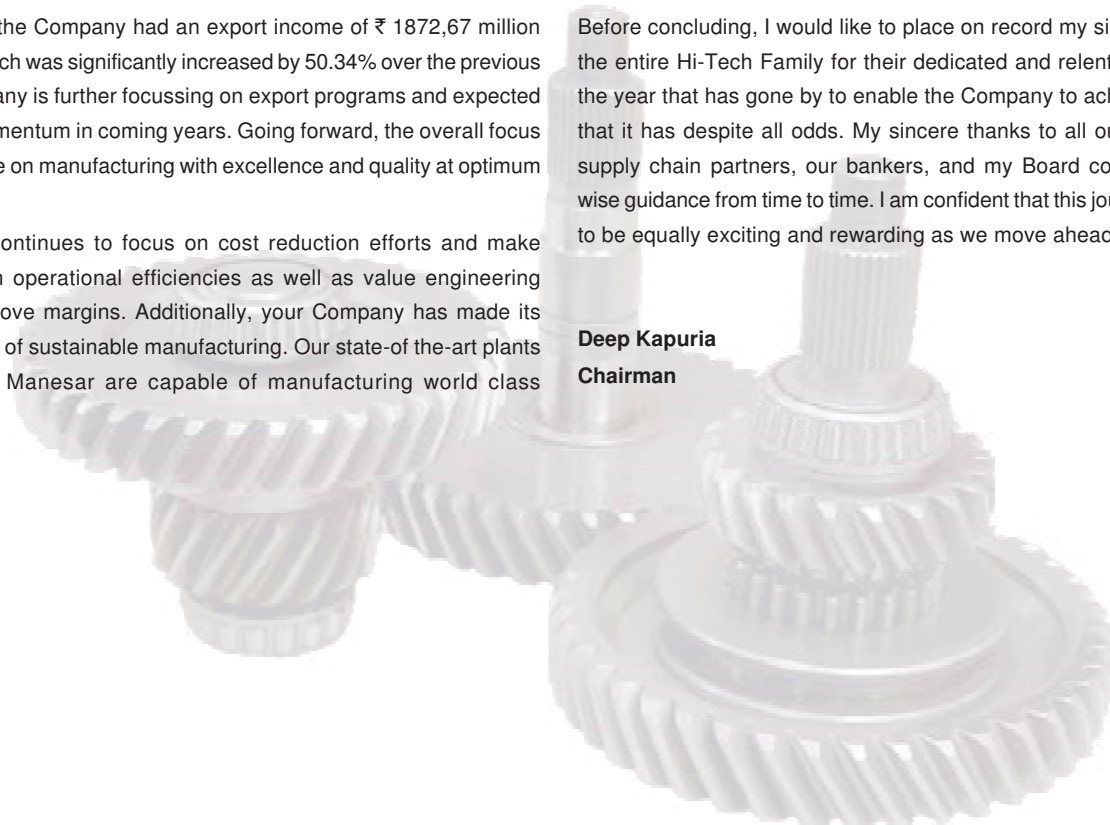 the Company had an export income of ₹ 1872,67 million
ch was significantly increased by 50.34% over the previous
any is further focussing on export programs and expected
mentum in coming years. Going forward, the overall focus
e on manufacturing with excellence and quality at optimum
ontinues to focus on cost reduction efforts and make
n operational efficiencies as well as value engineering
ove margins. Additionally, your Company has made its
of sustainable manufacturing. Our state-of the-art plants
Manesar are capable of manufacturing world class
Before concluding, I would like to place on record my si
the entire Hi-Tech Family for their dedicated and relent
the year that has gone by to enable the Company to ach
that it has despite all odds. My sincere thanks to all ou
supply chain partners, our bankers, and my Board co
wise guidance from time to time. I am confident that this jou
to be equally exciting and rewarding as we move ahead
Deep Kapuria
Chairman